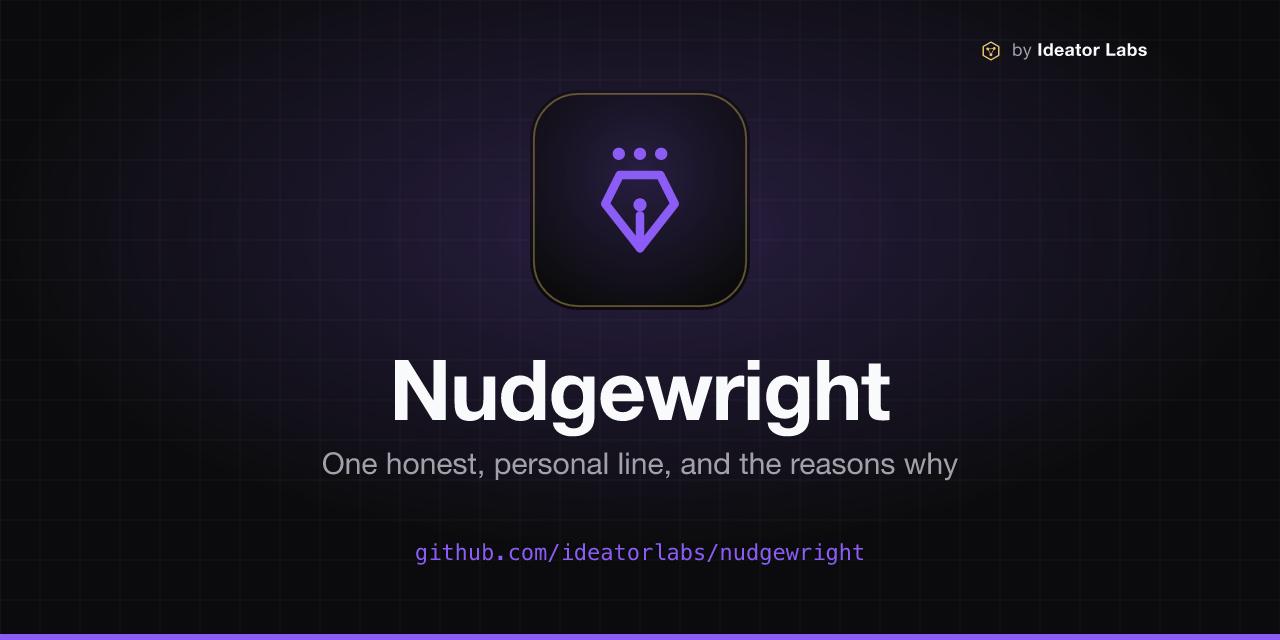 by Ideator Labs
Nudgewright
One honest, personal line, and the reasons why
github.com/ideatorlabs/nudgewright